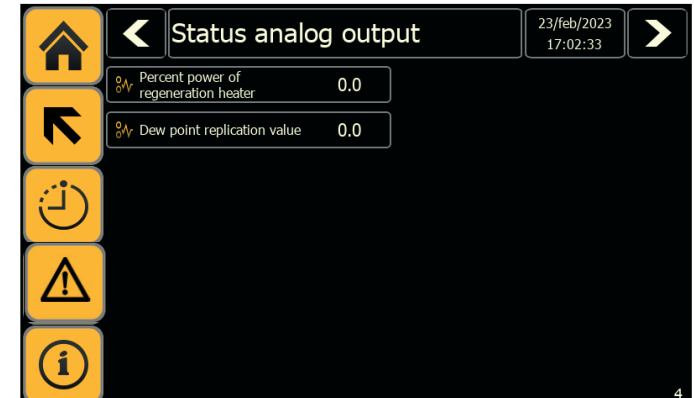 Status analog output
23/feb/2023
17:02:33
Percent power of
regeneration heater
0.0
Dew point replication value
0.0
4